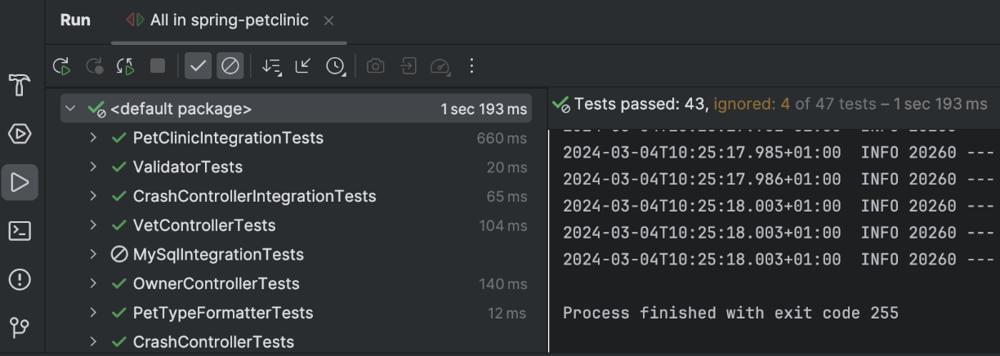 Run
All in spring-petclinic
<default package> 1 sec 193 ms
PetClinicIntegrationTests 660 ms
ValidatorTests 20 ms
CrashControllerIntegrationTests 65 ms
VetControllerTests 104 ms
MySqlIntegrationTests
OwnerControllerTests 140 ms
PetTypeFormatterTests 12 ms
CrashControllerTests
Tests passed: 43, ignored: 4 of 47 tests – 1 sec 193 ms
2024-03-04T10:25:17.985+01:00 INFO 20260 ---
2024-03-04T10:25:17.986+01:00 INFO 20260 ---
2024-03-04T10:25:18.003+01:00 INFO 20260 ---
2024-03-04T10:25:18.003+01:00 INFO 20260 ---
2024-03-04T10:25:18.003+01:00 INFO 20260 ---
Process finished with exit code 255